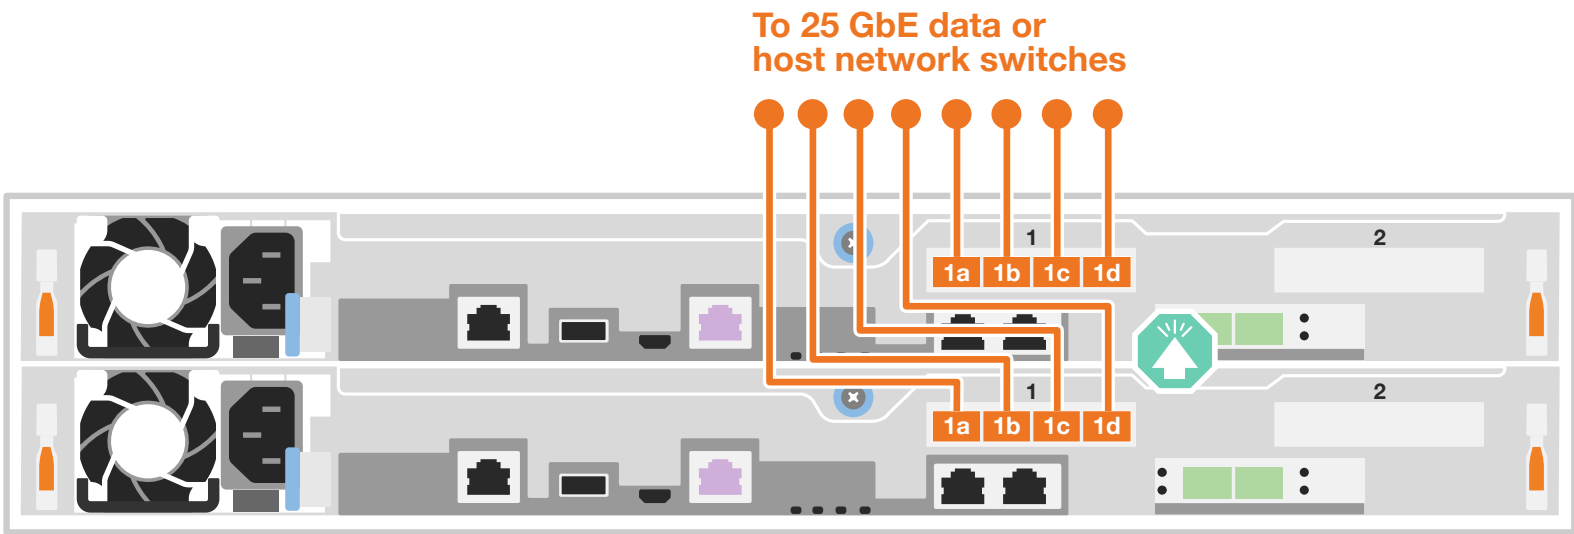 To 25 GbE data or
host network switches
1 2
1a 1b 1c 1d
1 2
1a 1b 1c 1d